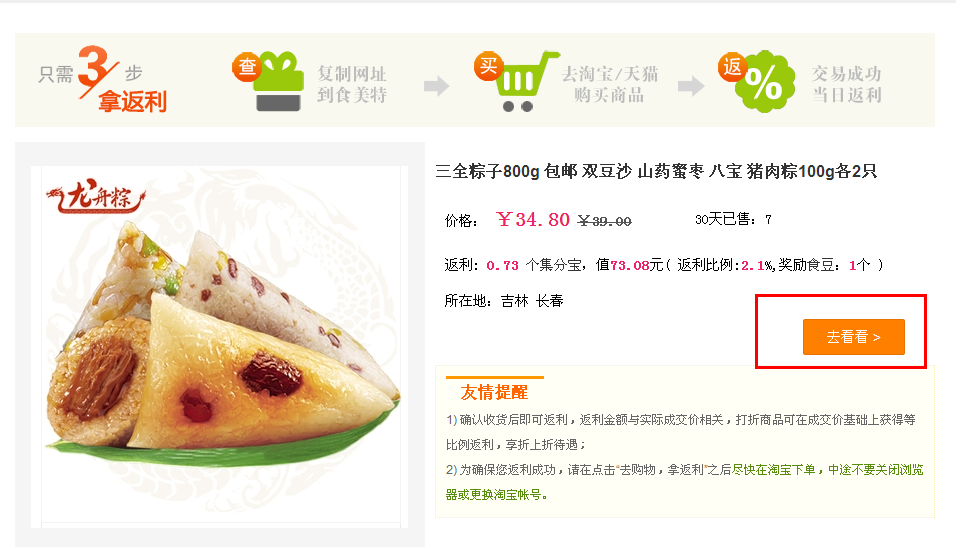 只需3步
拿返利
查
复制网址
到食美特
买
去淘宝/天猫
购买商品
返
%
交易成功
当日返利
龙舟粽
三全粽子800g 包邮 双豆沙 山药蜜枣 八宝 猪肉粽100g各2只
价格： ￥34.80 ￥39.00 30天已售：7
返利: 0.73 个集分宝，值73.08元( 返利比例:2.1%,奖励食豆：1个 )
所在地：吉林 长春
去看看 >
友情提醒
1) 确认收货后即可返利，返利金额与实际成交价相关，打折商品可在成交价基础上获得等
比例返利，享折上折待遇；
2) 为确保您返利成功，请在点击“去购物，拿返利”之后尽快在淘宝下单，中途不要关闭浏览
器或更换淘宝帐号。